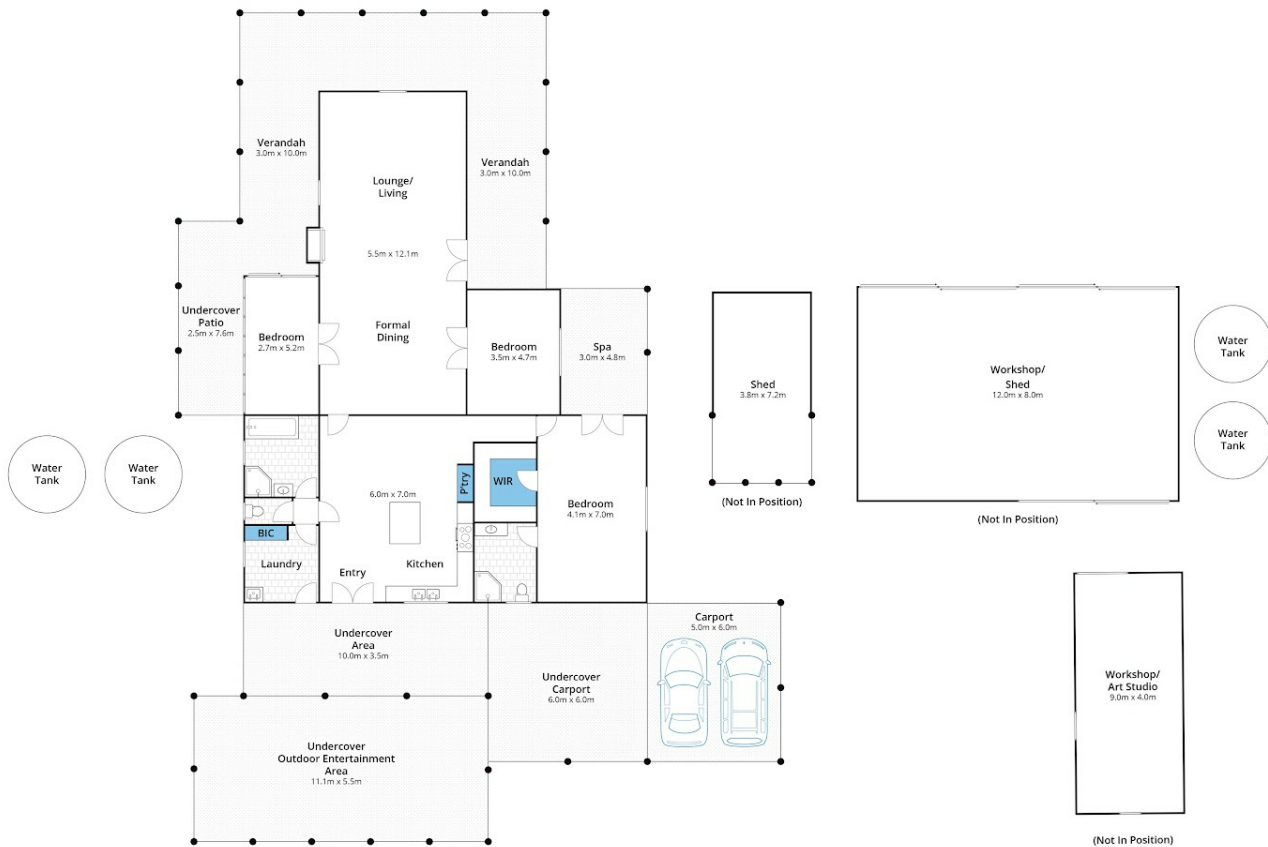 Verandah
3.0m x 10.0m
Verandah
3.0m x 10.0m
Lounge/
Living
5.5m x 12.1m
Formal
Dining
Undercover
Patio
2.5m x 7.6m
Bedroom
2.7m x 5.2m
Bedroom
3.5m x 4.7m
Spa
3.0m x 4.8m
Shed
3.8m x 7.2m
(Not In Position)
Workshop/
Shed
12.0m x 8.0m
(Not In Position)
Water
Tank
Water
Tank
Water
Tank
Water
Tank
6.0m x 7.0m
P'try
WIR
Bedroom
4.1m x 7.0m
BIC
Laundry
Entry
Kitchen
Undercover
Area
10.0m x 3.5m
Carport
5.0m x 6.0m
Undercover
Carport
6.0m x 6.0m
Undercover
Outdoor Entertainment
Area
11.1m x 5.5m
Workshop/
Art Studio
9.0m x 4.0m
(Not In Position)